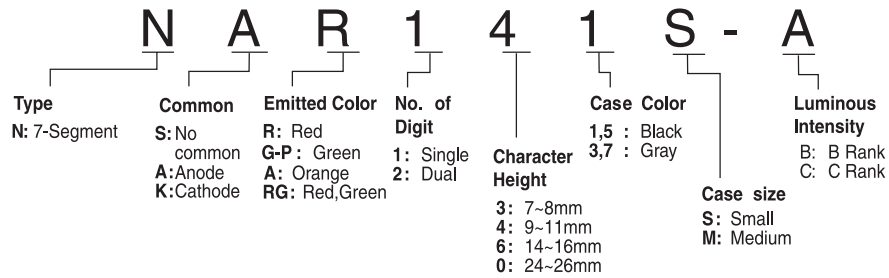 N A R 1 4 1 S - A
Type
N: 7-Segment
Common
S: No
common
A:Anode
K:Cathode
Emitted Color
R: Red
G-P : Green
A: Orange
RG: Red,Green
No. of
Digit
1: Single
2: Dual
Character
Height
3: 7~8mm
4: 9~11mm
6: 14~16mm
0: 24~26mm
Case Color
1,5 : Black
3,7 : Gray
Case size
S: Small
M: Medium
Luminous
Intensity
B: B Rank
C: C Rank